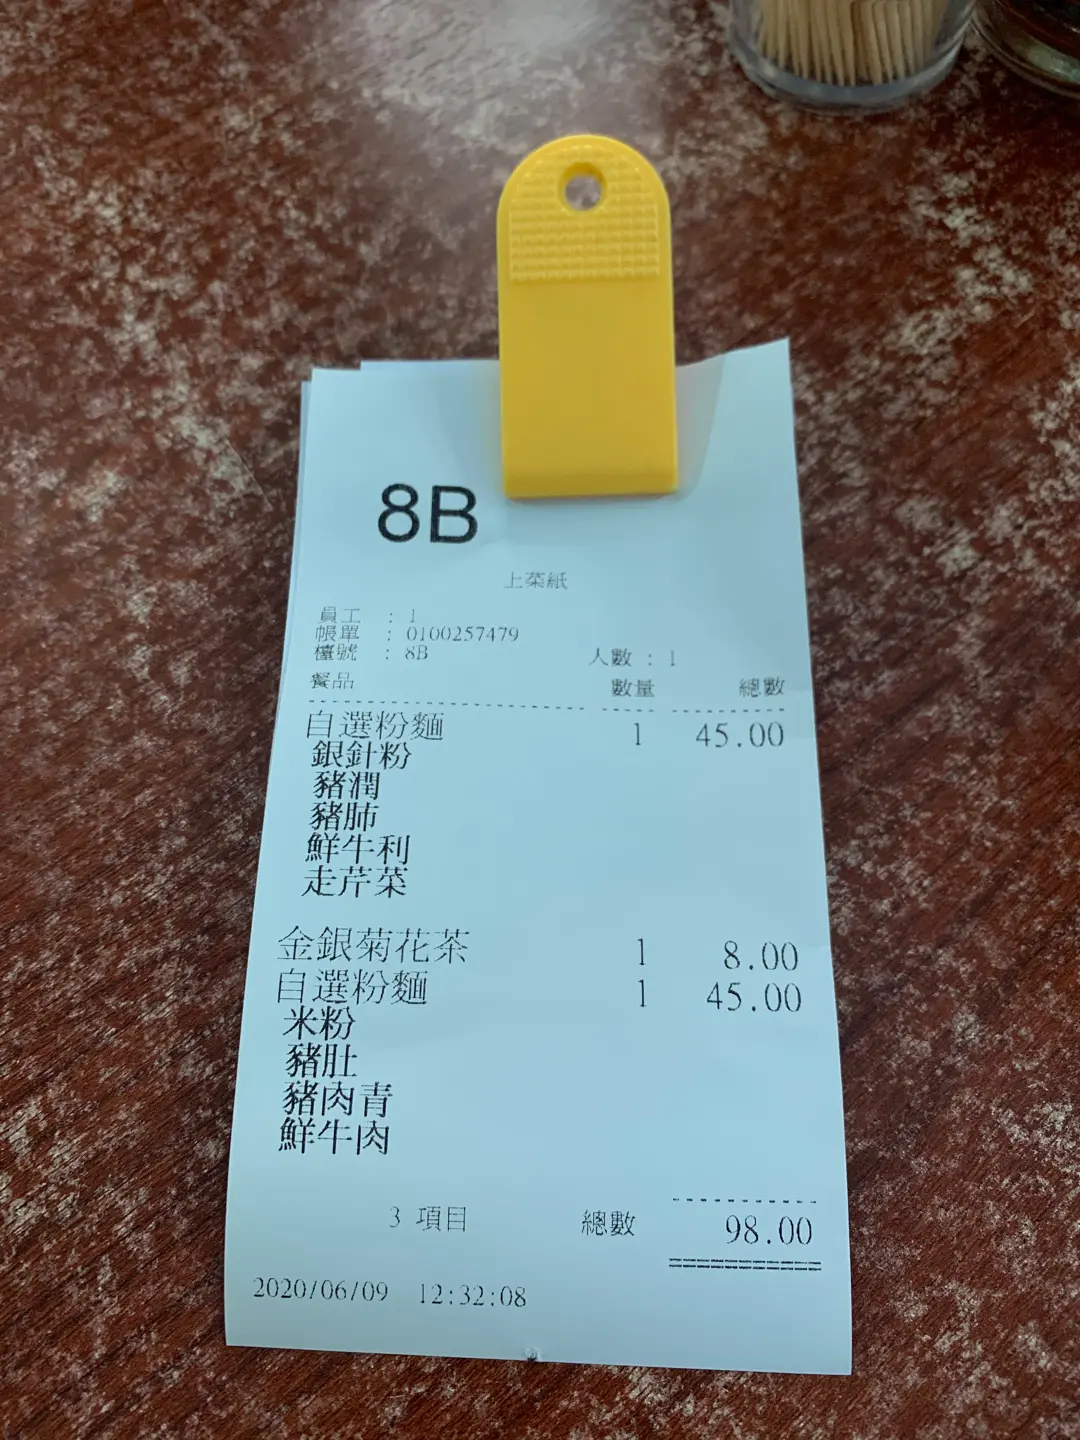 8B
上菜紙
員工 : 1
帳單 : 0100257479
檯號 : 8B 人數 : 1
餐品 數量 總數
自選粉麵 1 45.00
銀針粉
豬潤
豬肺
鮮牛利
走芹菜
金銀菊花茶 1 8.00
自選粉麵 1 45.00
米粉
豬肚
豬肉青
鮮牛肉
3 項目 總數 98.00
2020/06/09 12:32:08